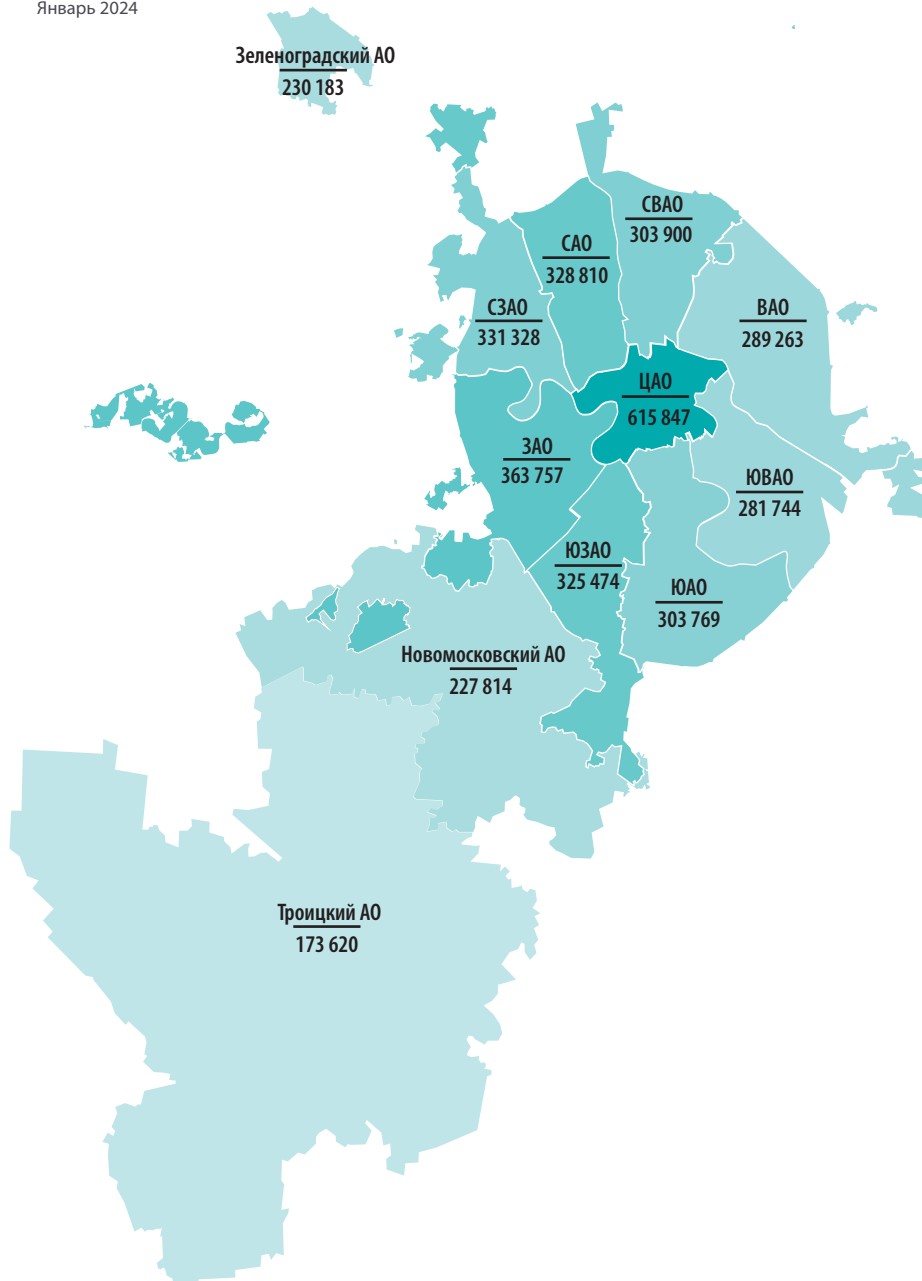 Январь 2024
Зеленоградский АО
230 183
СВАО
303 900
САО
328 810
СЗАО
331 328
ВАО
289 263
ЦАО
615 847
ЗАО
363 757
ЮВАО
281 744
ЮЗАО
325 474
ЮАО
303 769
Новомосковский АО
227 814
Троицкий АО
173 620